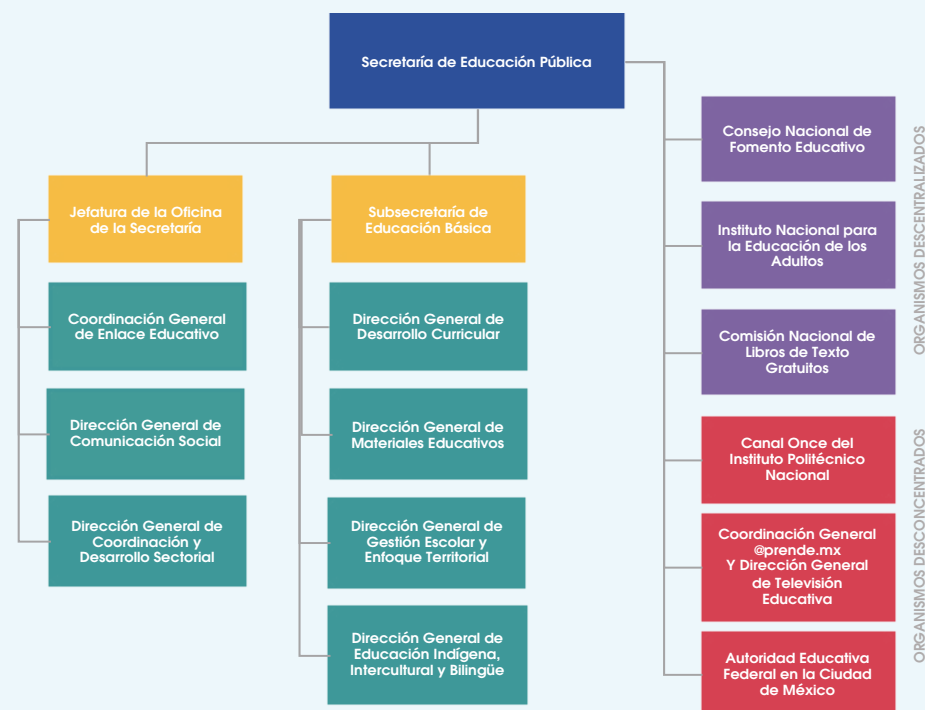 Secretaría de Educación Pública
Jefatura de la Oficina
de la Secretaría
Coordinación General
de Enlace Educativo
Dirección General de
Comunicación Social
Dirección General de
Coordinación y
Desarrollo Sectorial
Subsecretaría de
Educación Básica
Dirección General de
Desarrollo Curricular
Dirección General de
Materiales Educativos
Dirección General de
Gestión Escolar y
Enfoque Territorial
Dirección General de
Educación Indígena,
Intercultural y Bilingüe
Consejo Nacional de
Fomento Educativo
Instituto Nacional para
la Educación de los
Adultos
Comisión Nacional de
Libros de Texto
Gratuitos
ORGANISMOS DESCENTRALIZADOS
Canal Once del
Instituto Politécnico
Nacional
Coordinación General
@prende.mx
Y Dirección General
de Televisión
Educativa
Autoridad Educativa
Federal en la Ciudad
de México
ORGANISMOS DESCONCENTRADOS